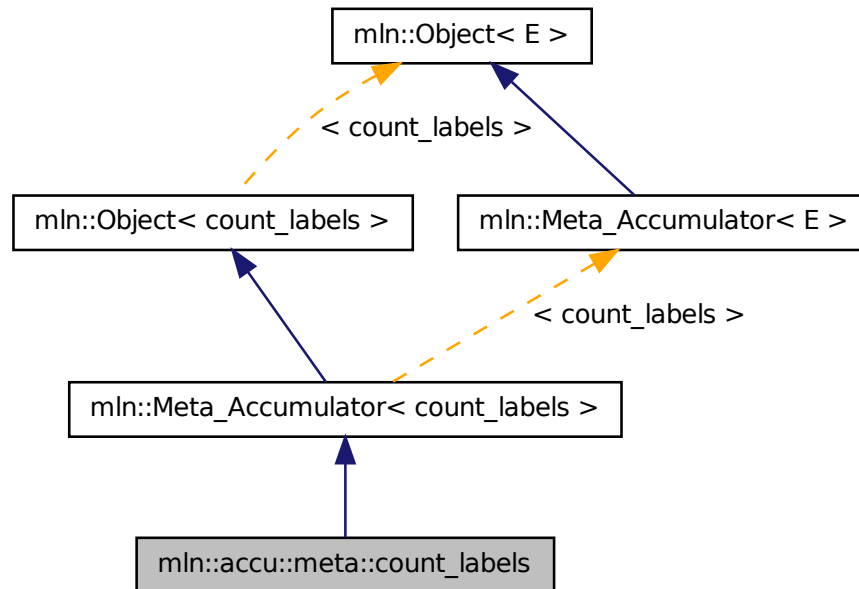 mln::Object< E >
< count_labels >
mln::Object< count_labels >
mln::Meta_Accumulator< E >
< count_labels >
mln::Meta_Accumulator< count_labels >
mln::accu::meta::count_labels